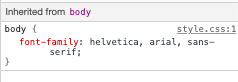 Inherited from body
body { style.css:1
font-family: helvetica, arial, sans-
serif;
}